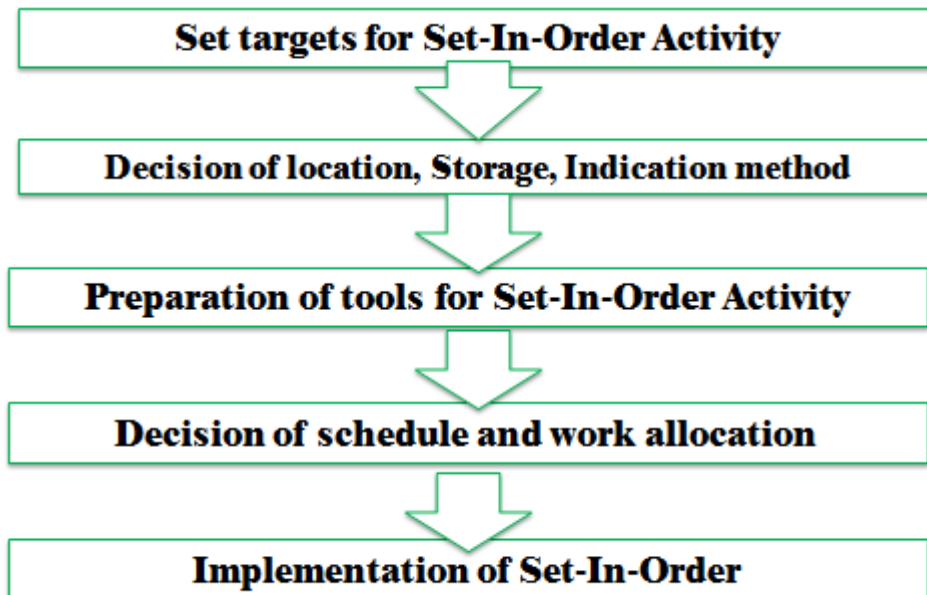 Set targets for Set-In-Order Activity
Decision of location, Storage, Indication method
Preparation of tools for Set-In-Order Activity
Decision of schedule and work allocation
Implementation of Set-In-Order